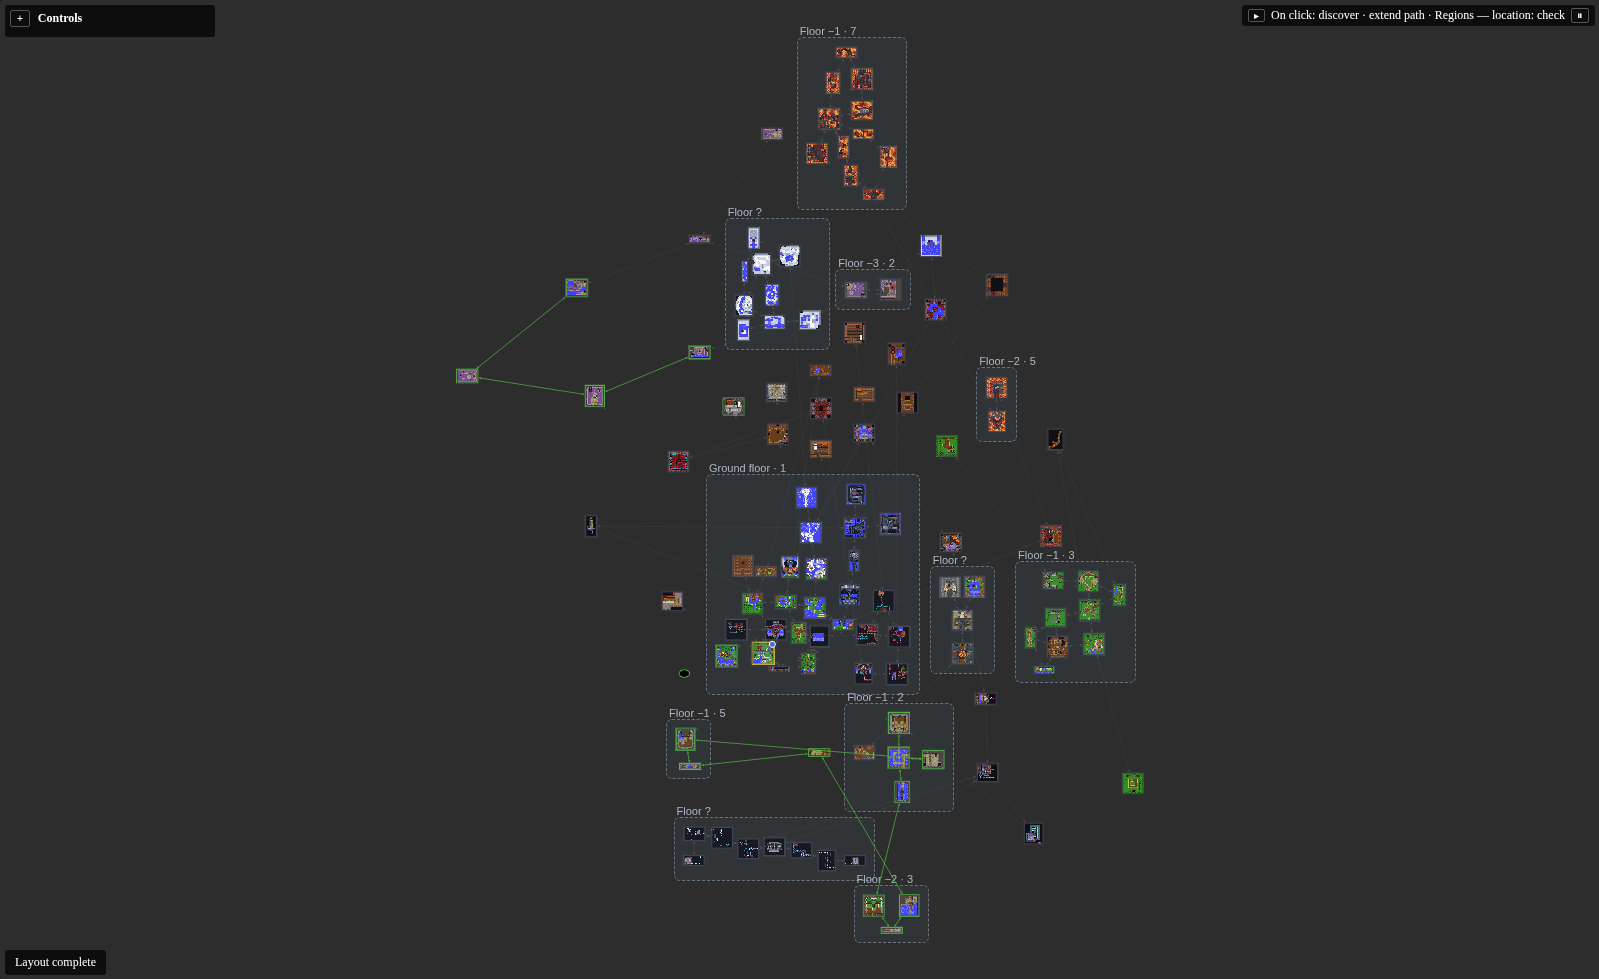 + Controls
▶ On click: discover · extend path · Regions — location: check ⏸
Floor −1 · 7
Floor ?
Floor −3 · 2
Floor −2 · 5
Ground floor · 1
Floor −1 · 3
Floor ?
Floor −1 · 2
Floor −1 · 5
Floor ?
Floor −2 · 3
Layout complete